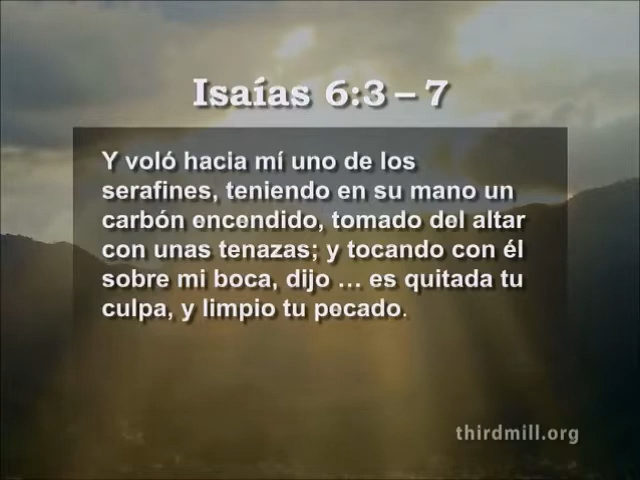 Isaías 6:3 – 7
Y voló hacia mí uno de los
serafines, teniendo en su mano un
carbón encendido, tomado del altar
con unas tenazas; y tocando con él
sobre mi boca, dijo … es quitada tu
culpa, y limpio tu pecado.
thirdmill.org